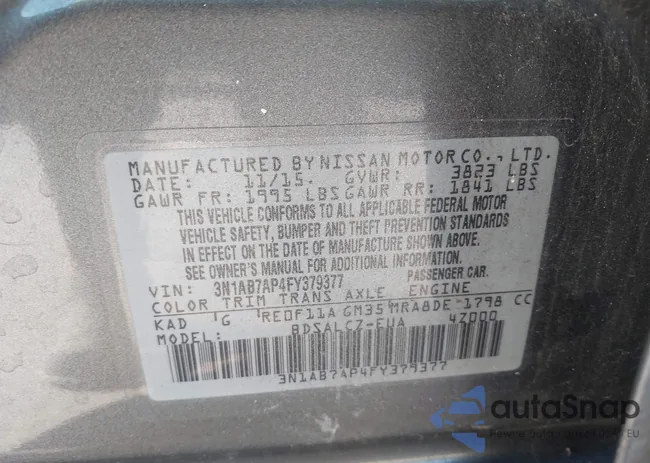 MANUFACTURED BY NISSAN MOTOR CO., LTD.
DATE: 11/15 GVWR: 3823 LBS
GAWR FR: 1995 LBS GAWR RR: 1841 LBS
THIS VEHICLE CONFORMS TO ALL APPLICABLE FEDERAL MOTOR
VEHICLE SAFETY, BUMPER AND THEFT PREVENTION STANDARDS
IN EFFECT ON THE DATE OF MANUFACTURE SHOWN ABOVE.
SEE OWNER'S MANUAL FOR ADDITIONAL INFORMATION.
VIN: 3N1AB7AP4FY379377 PASSENGER CAR.
COLOR TRIM TRANS AXLE ENGINE
KAD G RE0F11A GM35 MRA8DE 1798 CC
BDSALCZ-EUA 4Z000
3N1AB7AP4FY379377
autoSnap